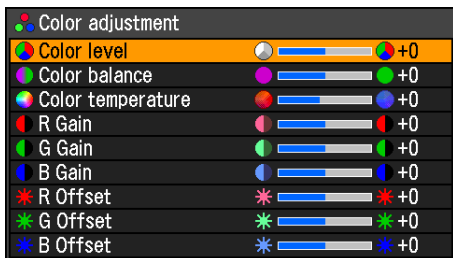 Color adjustment
Color level +0
Color balance +0
Color temperature +0
R Gain +0
G Gain +0
B Gain +0
R Offset +0
G Offset +0
B Offset +0